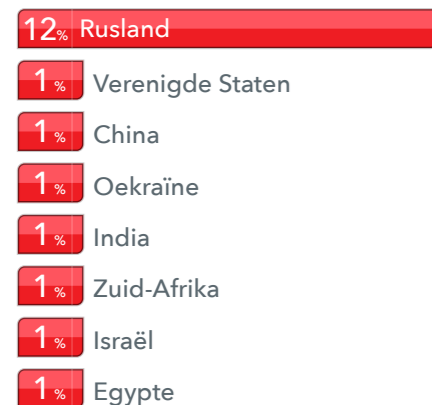 12% Rusland
1% Verenigde Staten
1% China
1% Oekraïne
1% India
1% Zuid-Afrika
1% Israël
1% Egypte